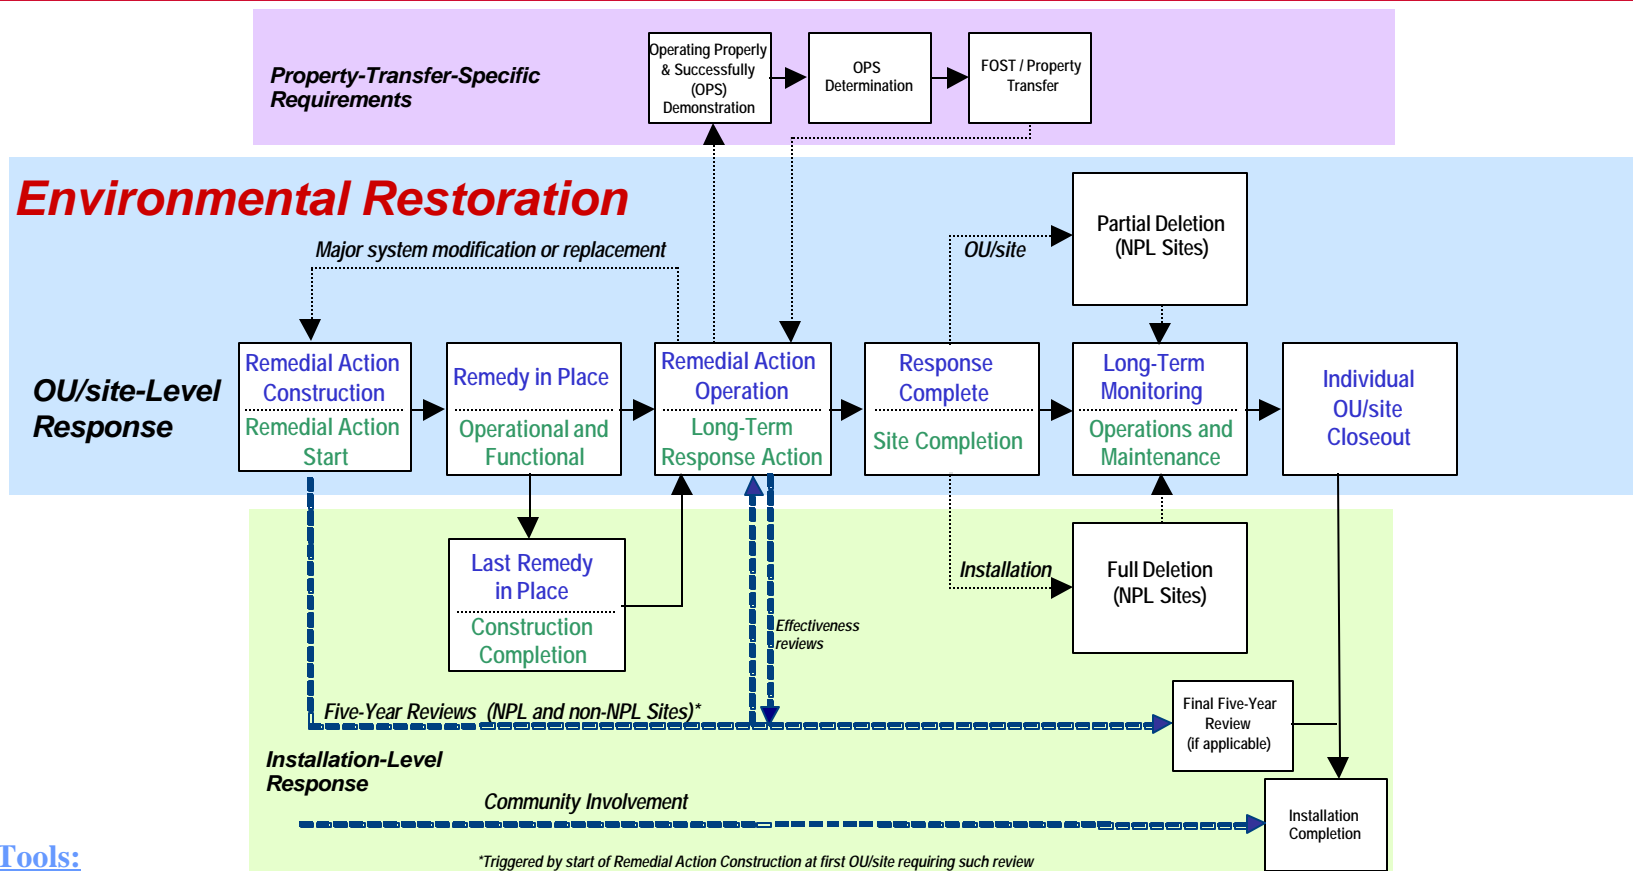 Property-Transfer-Specific
Requirements
Operating Properly
& Successfully
(OPS)
Demonstration
OPS
Determination
FOST / Property
Transfer
Environmental Restoration
Major system modification or replacement
OU/site
Partial Deletion
(NPL Sites)
OU/site-Level
Response
Remedial Action
Construction
Remedial Action
Start
Remedy in Place
Operational and
Functional
Remedial Action
Operation
Long-Term
Response Action
Response
Complete
Site Completion
Long-Term
Monitoring
Operations and
Maintenance
Individual
OU/site
Closeout
Last Remedy
in Place
Construction
Completion
Effectiveness
reviews
Installation
Full Deletion
(NPL Sites)
Five-Year Reviews (NPL and non-NPL Sites)*
Final Five-Year
Review
(if applicable)
Installation-Level
Response
Community Involvement
Installation
Completion
*Triggered by start of Remedial Action Construction at first OU/site requiring such review
Tools: